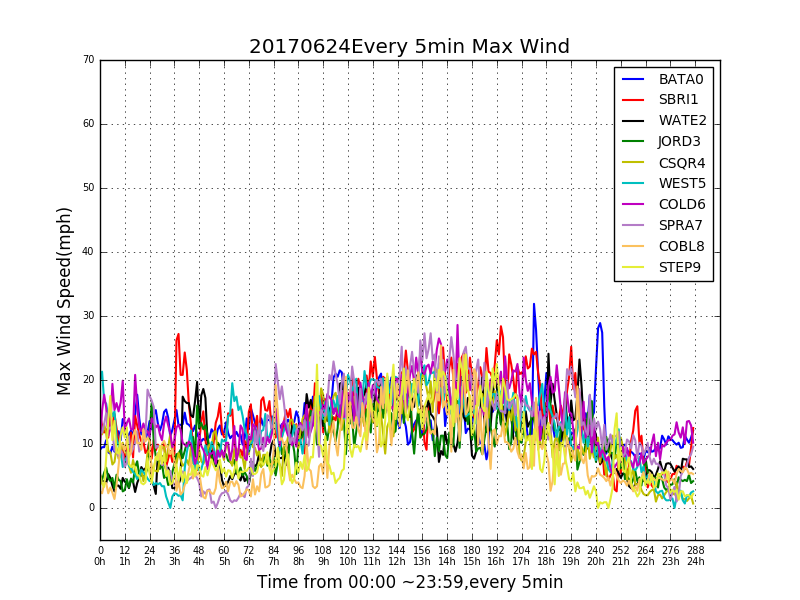 20170624Every 5min Max Wind
70
60
50
40
30
20
10
0
Max Wind Speed(mph)
BATA0
SBRI1
WATE2
JORD3
CSQR4
WEST5
COLD6
SPRA7
COBL8
STEP9
0 12 24 36 48 60 72 84 96 108 120 132 144 156 168 180 192 204 216 228 240 252 264 276 288
0h 1h 2h 3h 4h 5h 6h 7h 8h 9h 10h 11h 12h 13h 14h 15h 16h 17h 18h 19h 20h 21h 22h 23h 24h
Time from 00:00 ~23:59,every 5min